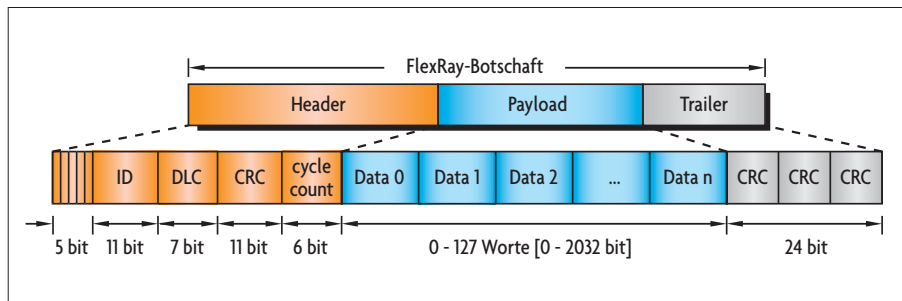 FlexRay-Botschaft
Header Payload Trailer
ID DLC CRC cycle count Data 0 Data 1 Data 2 ... Data n CRC CRC CRC
5 bit 11 bit 7 bit 11 bit 6 bit 0 - 127 Worte [0 - 2032 bit] 24 bit